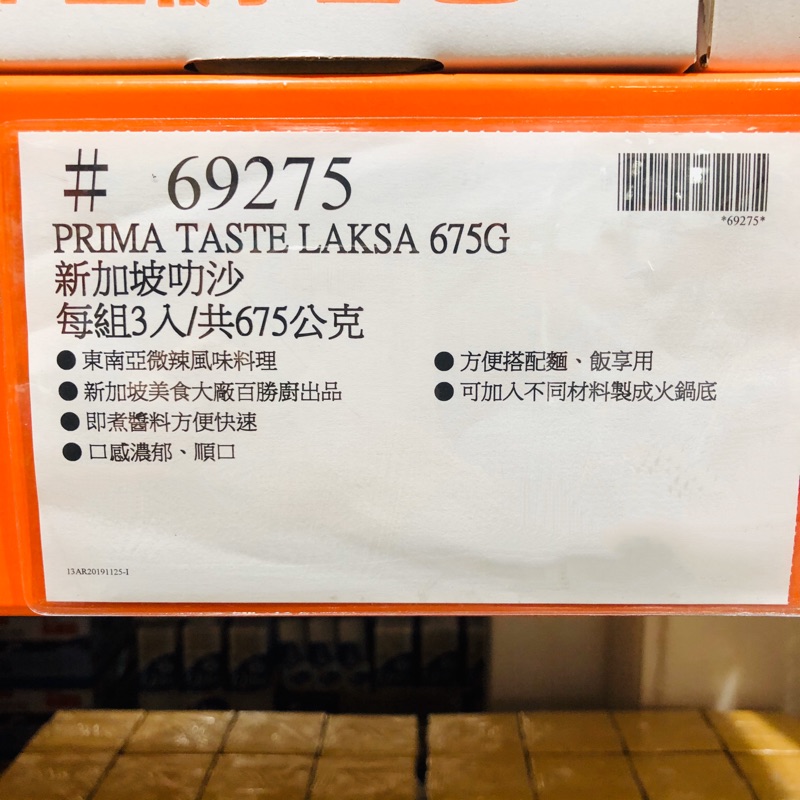 # 69275
*69275*
PRIMA TASTE LAKSA 675G
新加坡叻沙
每組3入/共675公克
● 東南亞微辣風味料理
● 新加坡美食大廠百勝廚出品
● 即煮醬料方便快速
● 口感濃郁、順口
● 方便搭配麵、飯享用
● 可加入不同材料製成火鍋底
13AR20191125-1